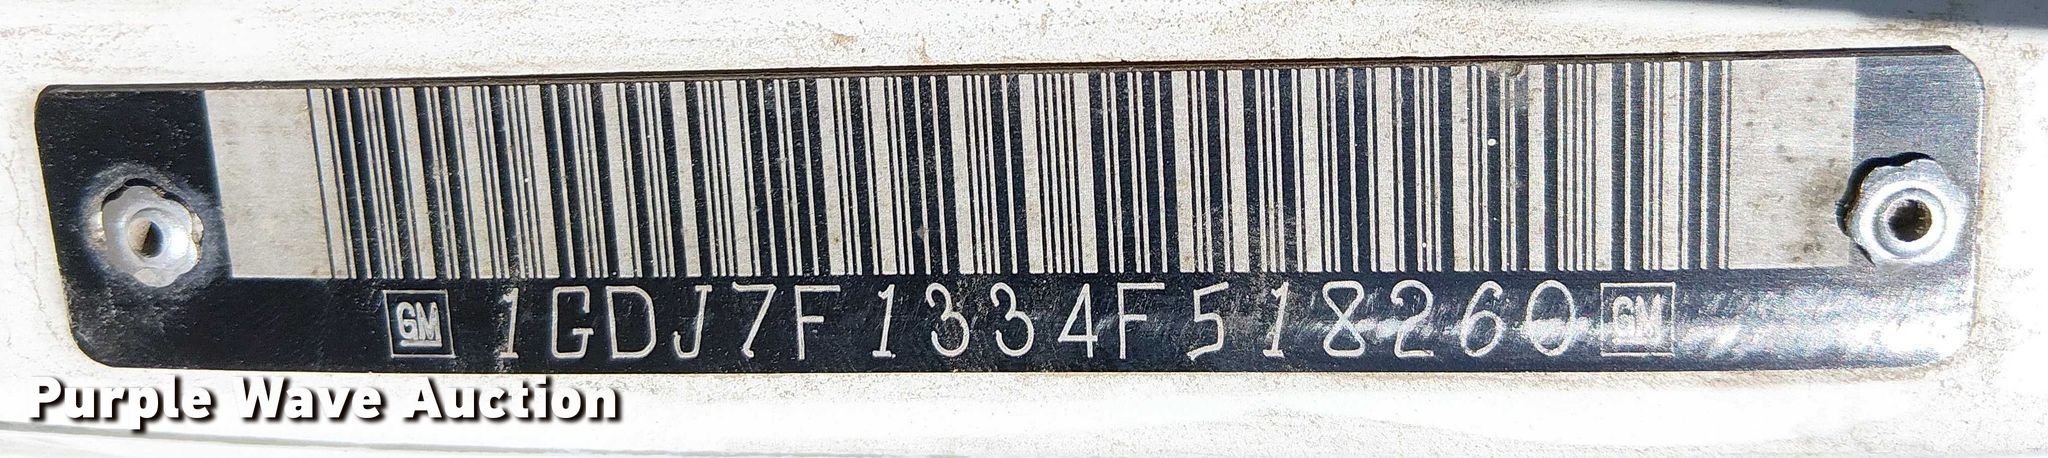 GM 1GDJ7F1334F518260 GM
Purple Wave Auction